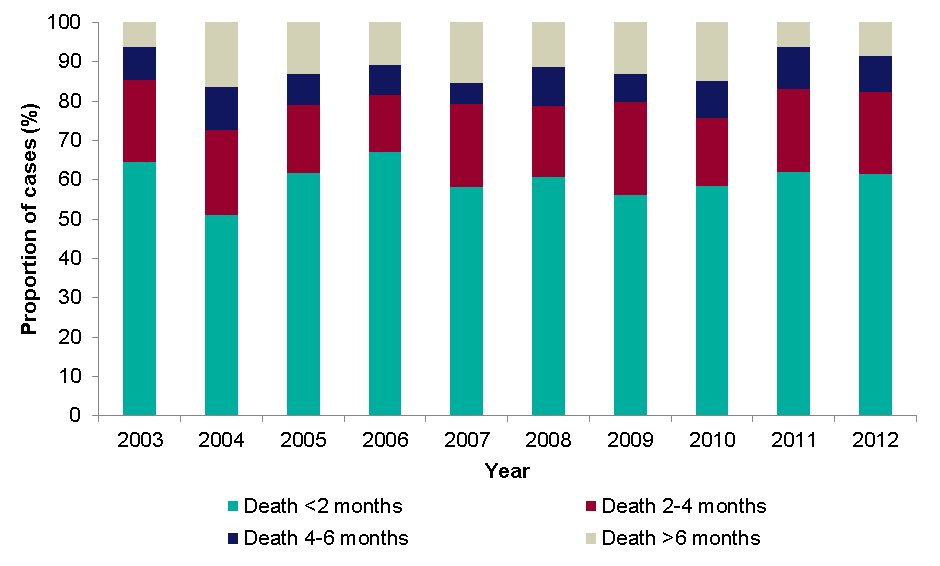 Proportion of cases (%)
100
90
80
70
60
50
40
30
20
10
0
2003 2004 2005 2006 2007 2008 2009 2010 2011 2012
Year
Death <2 months Death 2-4 months
Death 4-6 months Death >6 months